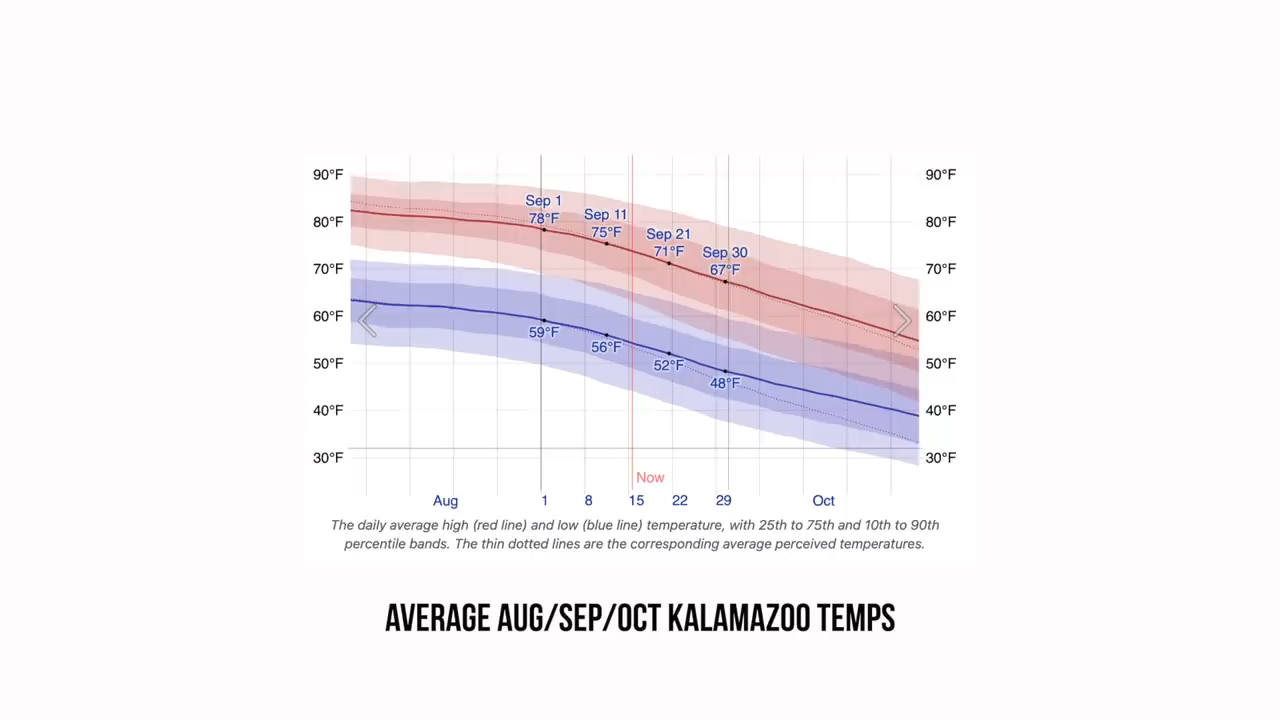 90°F 90°F
Sep 1
80°F 78°F Sep 11 80°F
75°F Sep 21
71°F Sep 30
70°F 67°F 70°F
60°F 60°F
59°F
56°F
50°F 52°F 50°F
48°F
40°F 40°F
30°F 30°F
Now
Aug 1 8 15 22 29 Oct
The daily average high (red line) and low (blue line) temperature, with 25th to 75th and 10th to 90th
percentile bands. The thin dotted lines are the corresponding average perceived temperatures.
AVERAGE AUG/SEP/OCT KALAMAZOO TEMPS